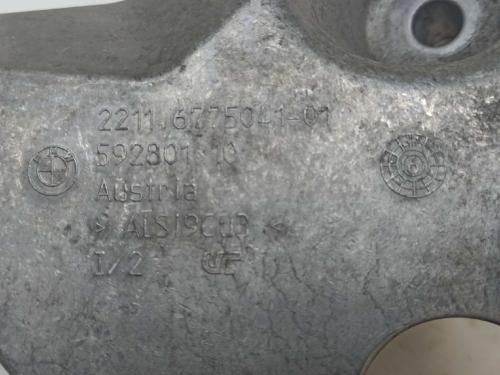 2211.6775041-01
592801.10
Austria
> ALSI9CU3 <
I/2